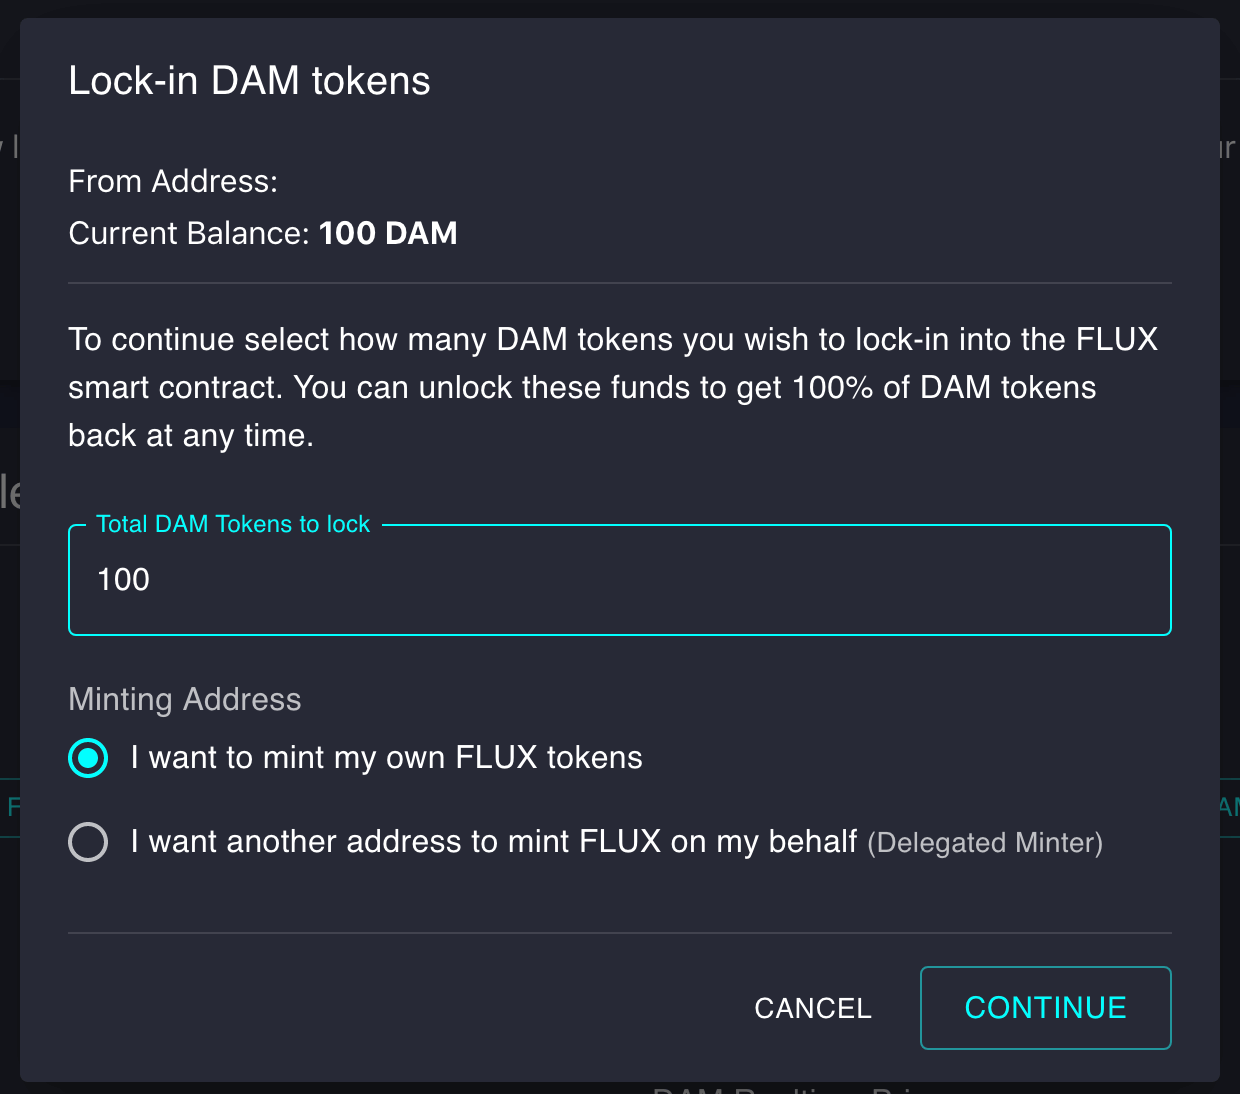 Lock-in DAM tokens
From Address:
Current Balance: 100 DAM
To continue select how many DAM tokens you wish to lock-in into the FLUX
smart contract. You can unlock these funds to get 100% of DAM tokens
back at any time.
Total DAM Tokens to lock
100
Minting Address
I want to mint my own FLUX tokens
I want another address to mint FLUX on my behalf (Delegated Minter)
CANCEL
CONTINUE